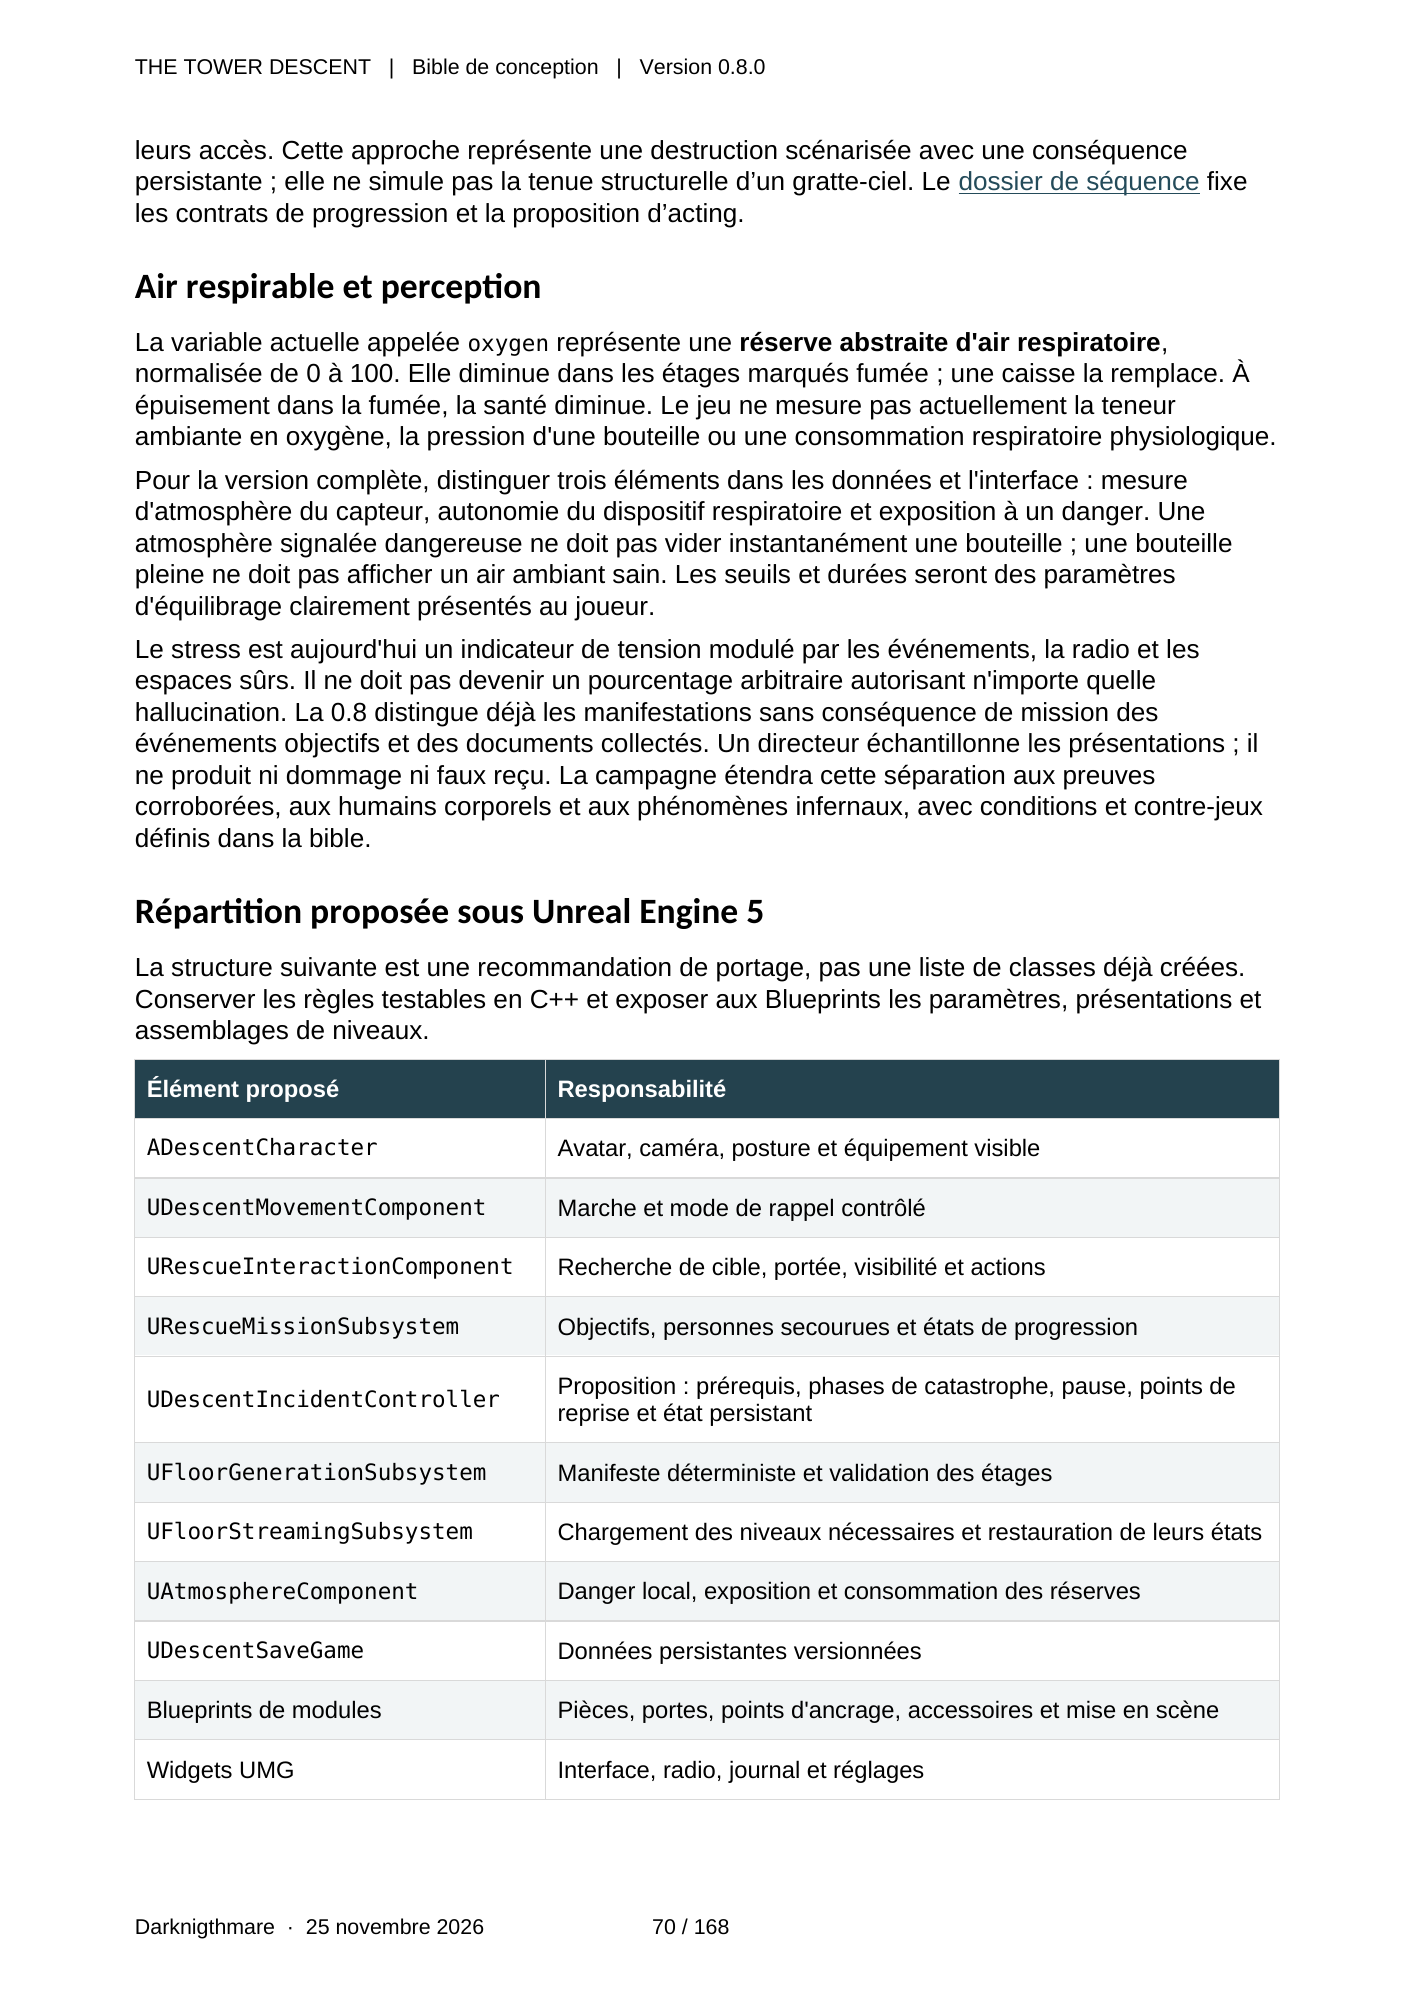 THE TOWER DESCENT | Bible de conception | Version 0.8.0
leurs accès. Cette approche représente une destruction scénarisée avec une conséquence
persistante ; elle ne simule pas la tenue structurelle d’un gratte-ciel. Le dossier de séquence fixe
les contrats de progression et la proposition d’acting.
Air respirable et perception
La variable actuelle appelée oxygen représente une réserve abstraite d'air respiratoire,
normalisée de 0 à 100. Elle diminue dans les étages marqués fumée ; une caisse la remplace. À
épuisement dans la fumée, la santé diminue. Le jeu ne mesure pas actuellement la teneur
ambiante en oxygène, la pression d'une bouteille ou une consommation respiratoire physiologique.
Pour la version complète, distinguer trois éléments dans les données et l'interface : mesure
d'atmosphère du capteur, autonomie du dispositif respiratoire et exposition à un danger. Une
atmosphère signalée dangereuse ne doit pas vider instantanément une bouteille ; une bouteille
pleine ne doit pas afficher un air ambiant sain. Les seuils et durées seront des paramètres
d'équilibrage clairement présentés au joueur.
Le stress est aujourd'hui un indicateur de tension modulé par les événements, la radio et les
espaces sûrs. Il ne doit pas devenir un pourcentage arbitraire autorisant n'importe quelle
hallucination. La 0.8 distingue déjà les manifestations sans conséquence de mission des
événements objectifs et des documents collectés. Un directeur échantillonne les présentations ; il
ne produit ni dommage ni faux reçu. La campagne étendra cette séparation aux preuves
corroborées, aux humains corporels et aux phénomènes infernaux, avec conditions et contre-jeux
définis dans la bible.
Répartition proposée sous Unreal Engine 5
La structure suivante est une recommandation de portage, pas une liste de classes déjà créées.
Conserver les règles testables en C++ et exposer aux Blueprints les paramètres, présentations et
assemblages de niveaux.
Élément proposé Responsabilité
ADescentCharacter Avatar, caméra, posture et équipement visible
UDescentMovementComponent Marche et mode de rappel contrôlé
URescueInteractionComponent Recherche de cible, portée, visibilité et actions
URescueMissionSubsystem Objectifs, personnes secourues et états de progression
UDescentIncidentController Proposition : prérequis, phases de catastrophe, pause, points de
reprise et état persistant
UFloorGenerationSubsystem Manifeste déterministe et validation des étages
UFloorStreamingSubsystem Chargement des niveaux nécessaires et restauration de leurs états
UAtmosphereComponent Danger local, exposition et consommation des réserves
UDescentSaveGame Données persistantes versionnées
Blueprints de modules Pièces, portes, points d'ancrage, accessoires et mise en scène
Widgets UMG Interface, radio, journal et réglages
Darknigthmare · 25 novembre 2026 70 / 168